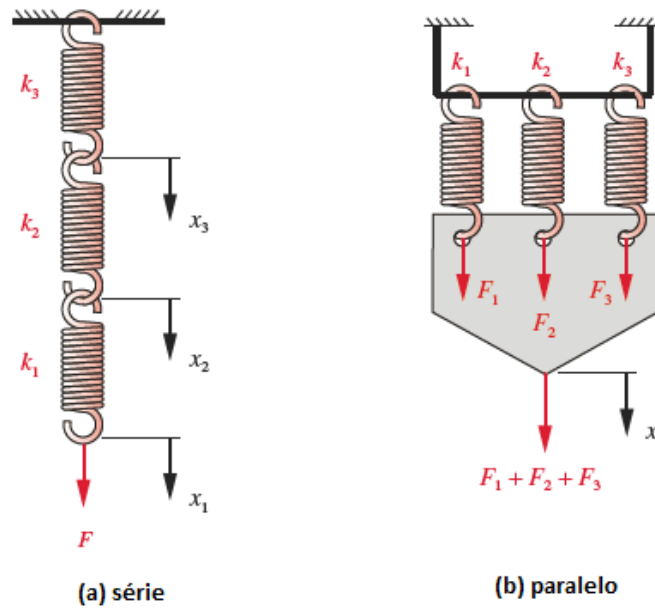 k₃
x₃
k₂
x₂
k₁
x₁
F
(a) série
k₁ k₂ k₃
F₁ F₂ F₃
x
F₁ + F₂ + F₃
(b) paralelo